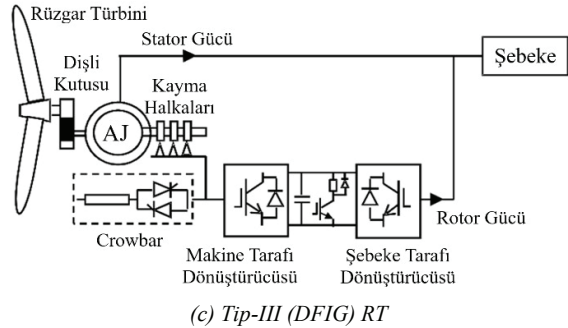 Rüzgar Türbini
Stator Gücü
Şebeke
Dişli
Kutusu
Kayma
Halkaları
AJ
Crowbar
Rotor Gücü
Makine Tarafı
Dönüştürücüsü
Şebeke Tarafı
Dönüştürücüsü
(c) Tip-III (DFIG) RT